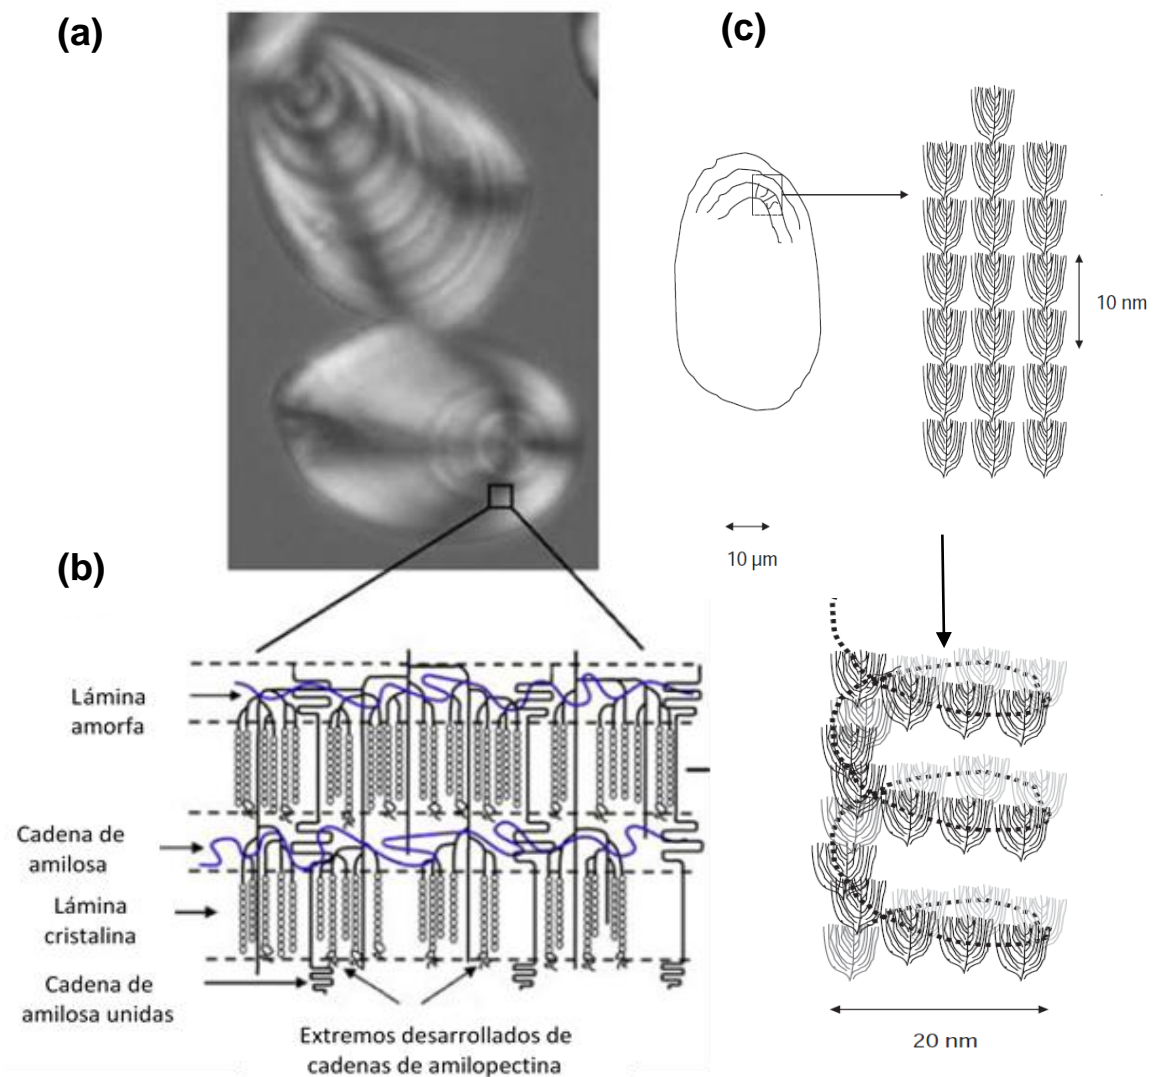 (a)
(b)
Lámina
amorfa
Cadena de
amilosa
Lámina
cristalina
Cadena de
amilosa unidas
Extremos desarrollados de
cadenas de amilopectina
(c)
10 nm
10 µm
20 nm